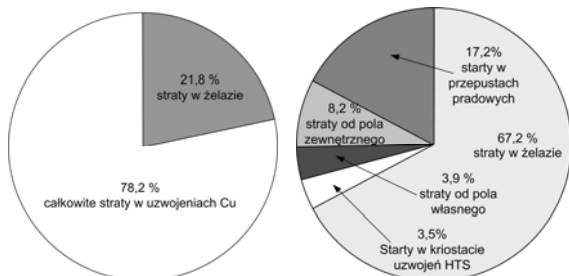 21,8 %
straty w żelazie
78,2 %
całkowite straty w uzwojeniach Cu
17,2%
starty w
przepustach
pradowych
8,2 %
straty od pola
zewnętrznego
67,2 %
straty w żelazie
3,9 %
straty od pola
własnego
3,5%
Starty w kriostacie
uzwojeń HTS